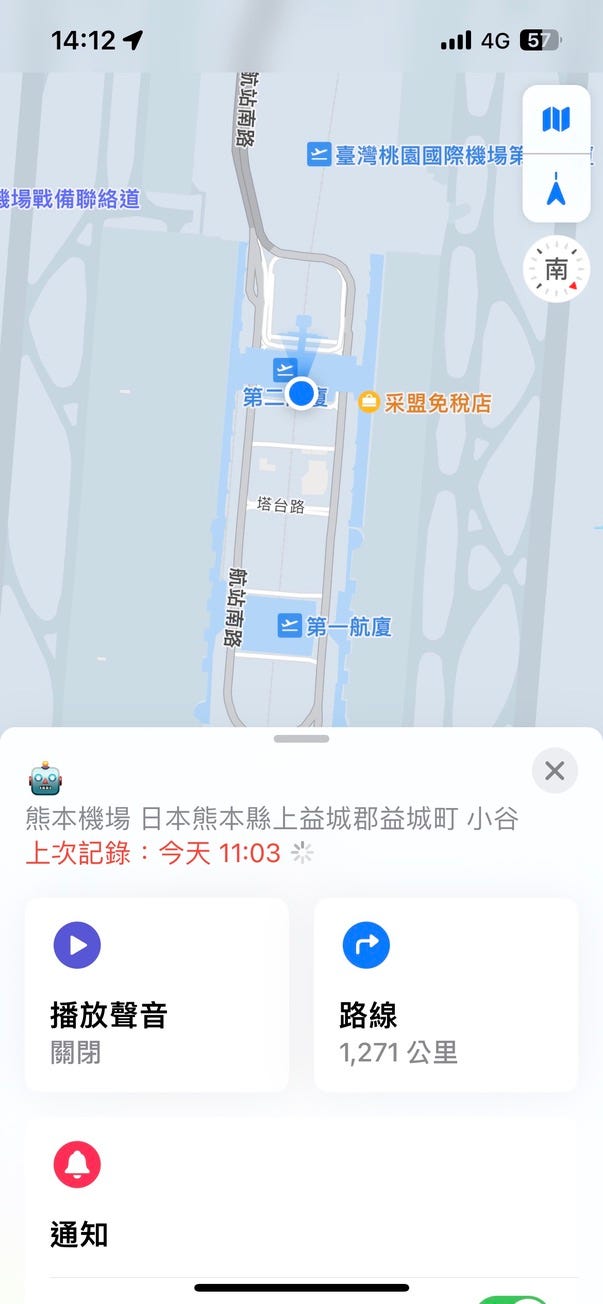 14:12
4G
57
航站南路
臺灣桃園國際機場第
機場戰備聯絡道
南
第二
廈
采盟免稅店
塔台路
航站南路
第一航廈
熊本機場 日本熊本縣上益城郡益城町 小谷
上次記錄：今天 11:03
播放聲音
關閉
路線
1,271 公里
通知